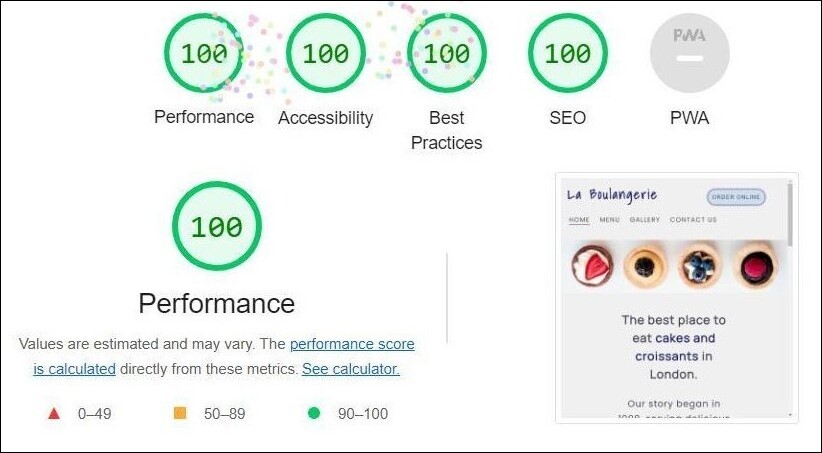 100
100
100
100
PWA
Performance
Accessibility
Best
Practices
SEO
PWA
100
Performance
Values are estimated and may vary. The performance score
is calculated directly from these metrics. See calculator.
0–49
50–89
90–100
La Boulangerie
ORDER ONLINE
HOME MENU GALLERY CONTACT US
The best place to
eat cakes and
croissants in
London.
Our story began in